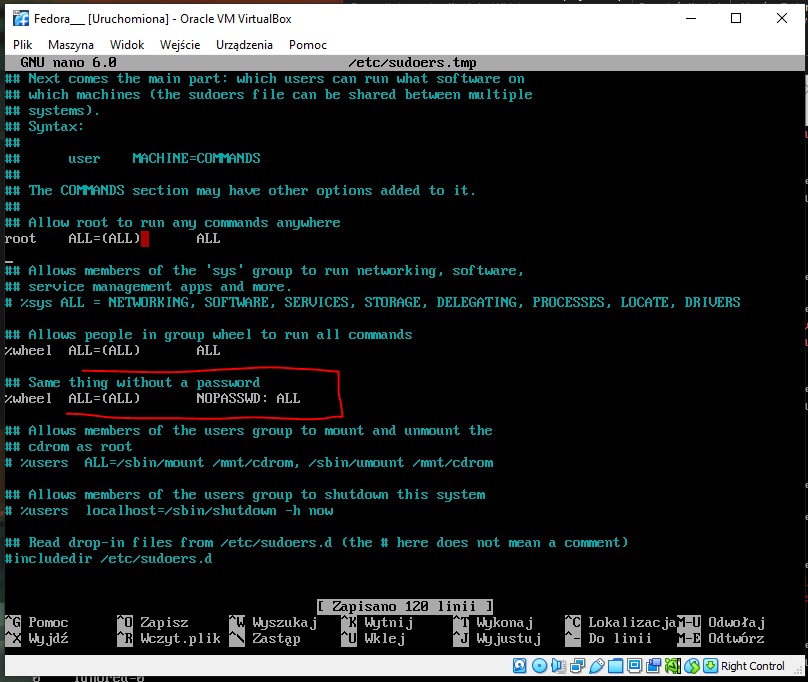 Fedora___ [Uruchomiona] - Oracle VM VirtualBox
Plik Maszyna Widok Wejście Urządzenia Pomoc
GNU nano 6.0 /etc/sudoers.tmp
## Next comes the main part: which users can run what software on
## which machines (the sudoers file can be shared between multiple
## systems).
## Syntax:
##
## user MACHINE=COMMANDS
##
## The COMMANDS section may have other options added to it.
##
## Allow root to run any commands anywhere
root ALL=(ALL) ALL
## Allows members of the 'sys' group to run networking, software,
## service management apps and more.
# %sys ALL = NETWORKING, SOFTWARE, SERVICES, STORAGE, DELEGATING, PROCESSES, LOCATE, DRIVERS
## Allows people in group wheel to run all commands
%wheel ALL=(ALL) ALL
## Same thing without a password
%wheel ALL=(ALL) NOPASSWD: ALL
## Allows members of the users group to mount and unmount the
## cdrom as root
# %users ALL=/sbin/mount /mnt/cdrom, /sbin/umount /mnt/cdrom
## Allows members of the users group to shutdown this system
# %users localhost=/sbin/shutdown -h now
## Read drop-in files from /etc/sudoers.d (the # here does not mean a comment)
#includedir /etc/sudoers.d
[ Zapisano 120 linii ]
^G Pomoc ^O Zapisz ^W Wyszukaj ^K Wytnij ^T Wykonaj ^C Lokalizacja M-U Odwołaj
^X Wyjdź ^R Wczyt.plik ^\ Zastąp ^U Wklej ^J Wyjustuj ^- Do linii M-E Odtwórz
Right Control
ignored=0